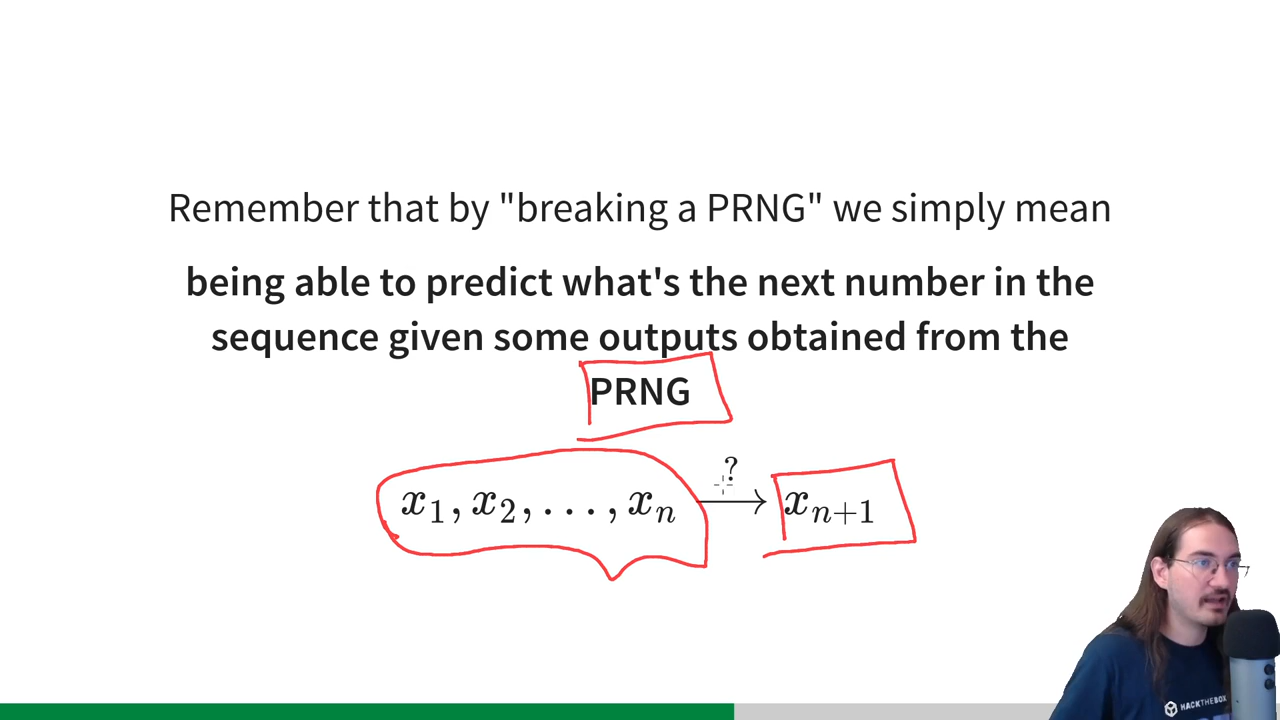 Remember that by "breaking a PRNG" we simply mean
being able to predict what's the next number in the
sequence given some outputs obtained from the
PRNG
x₁, x₂, . . . , xₙ →? xₙ₊₁
HACKTHEBOX